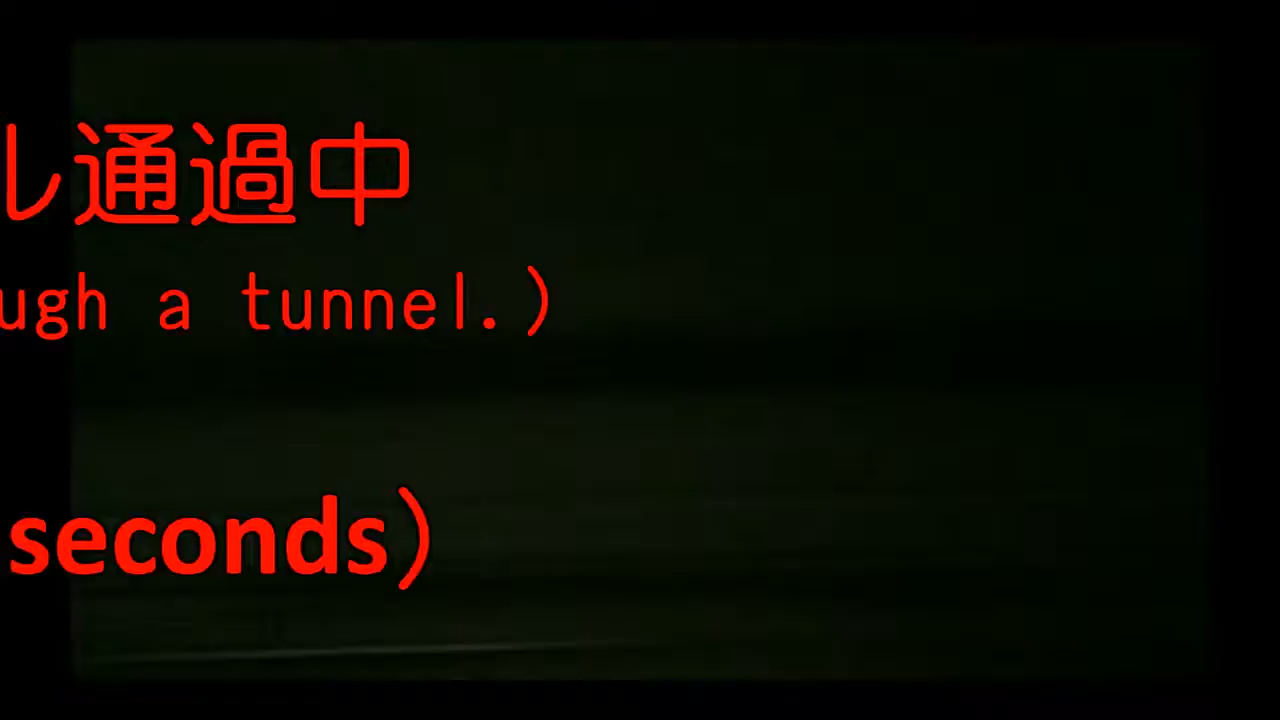 ル通過中
ugh a tunnel.)
seconds)